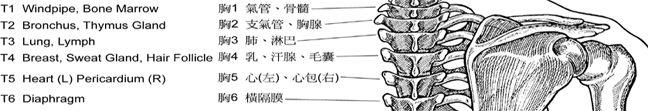 T1 Windpipe, Bone Marrow 胸1 氣管、骨髓
T2 Bronchus, Thymus Gland 胸2 支氣管、胸腺
T3 Lung, Lymph 胸3 肺、淋巴
T4 Breast, Sweat Gland, Hair Follicle 胸4 乳、汗腺、毛囊
T5 Heart (L) Pericardium (R) 胸5 心(左)、心包(右)
T6 Diaphragm 胸6 橫隔膜